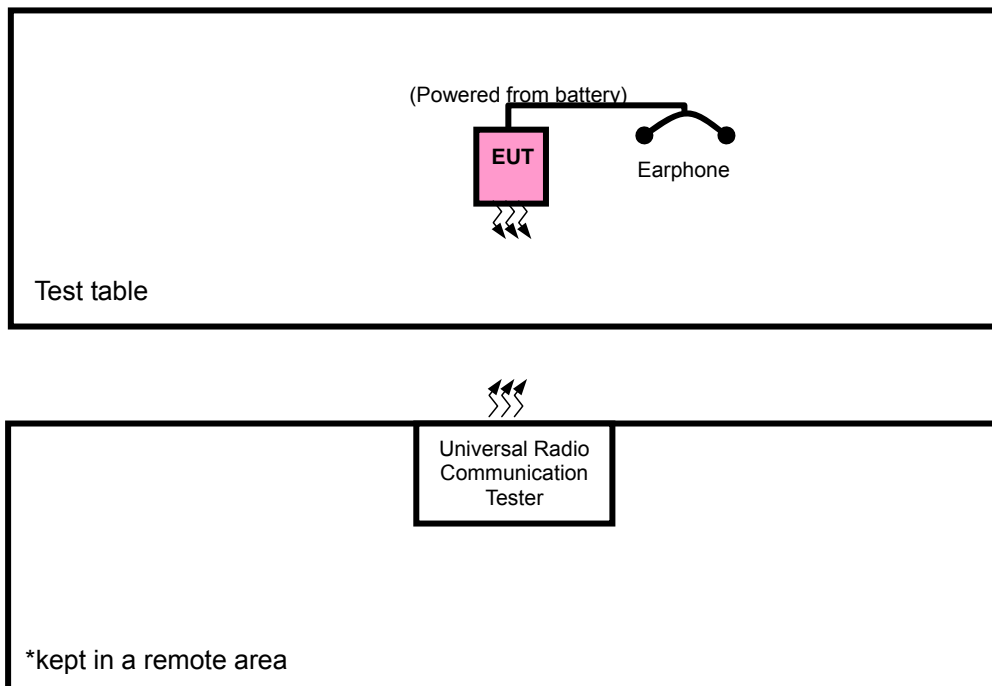 (Powered from battery)
EUT
Earphone
Test table
Universal Radio
Communication
Tester
*kept in a remote area